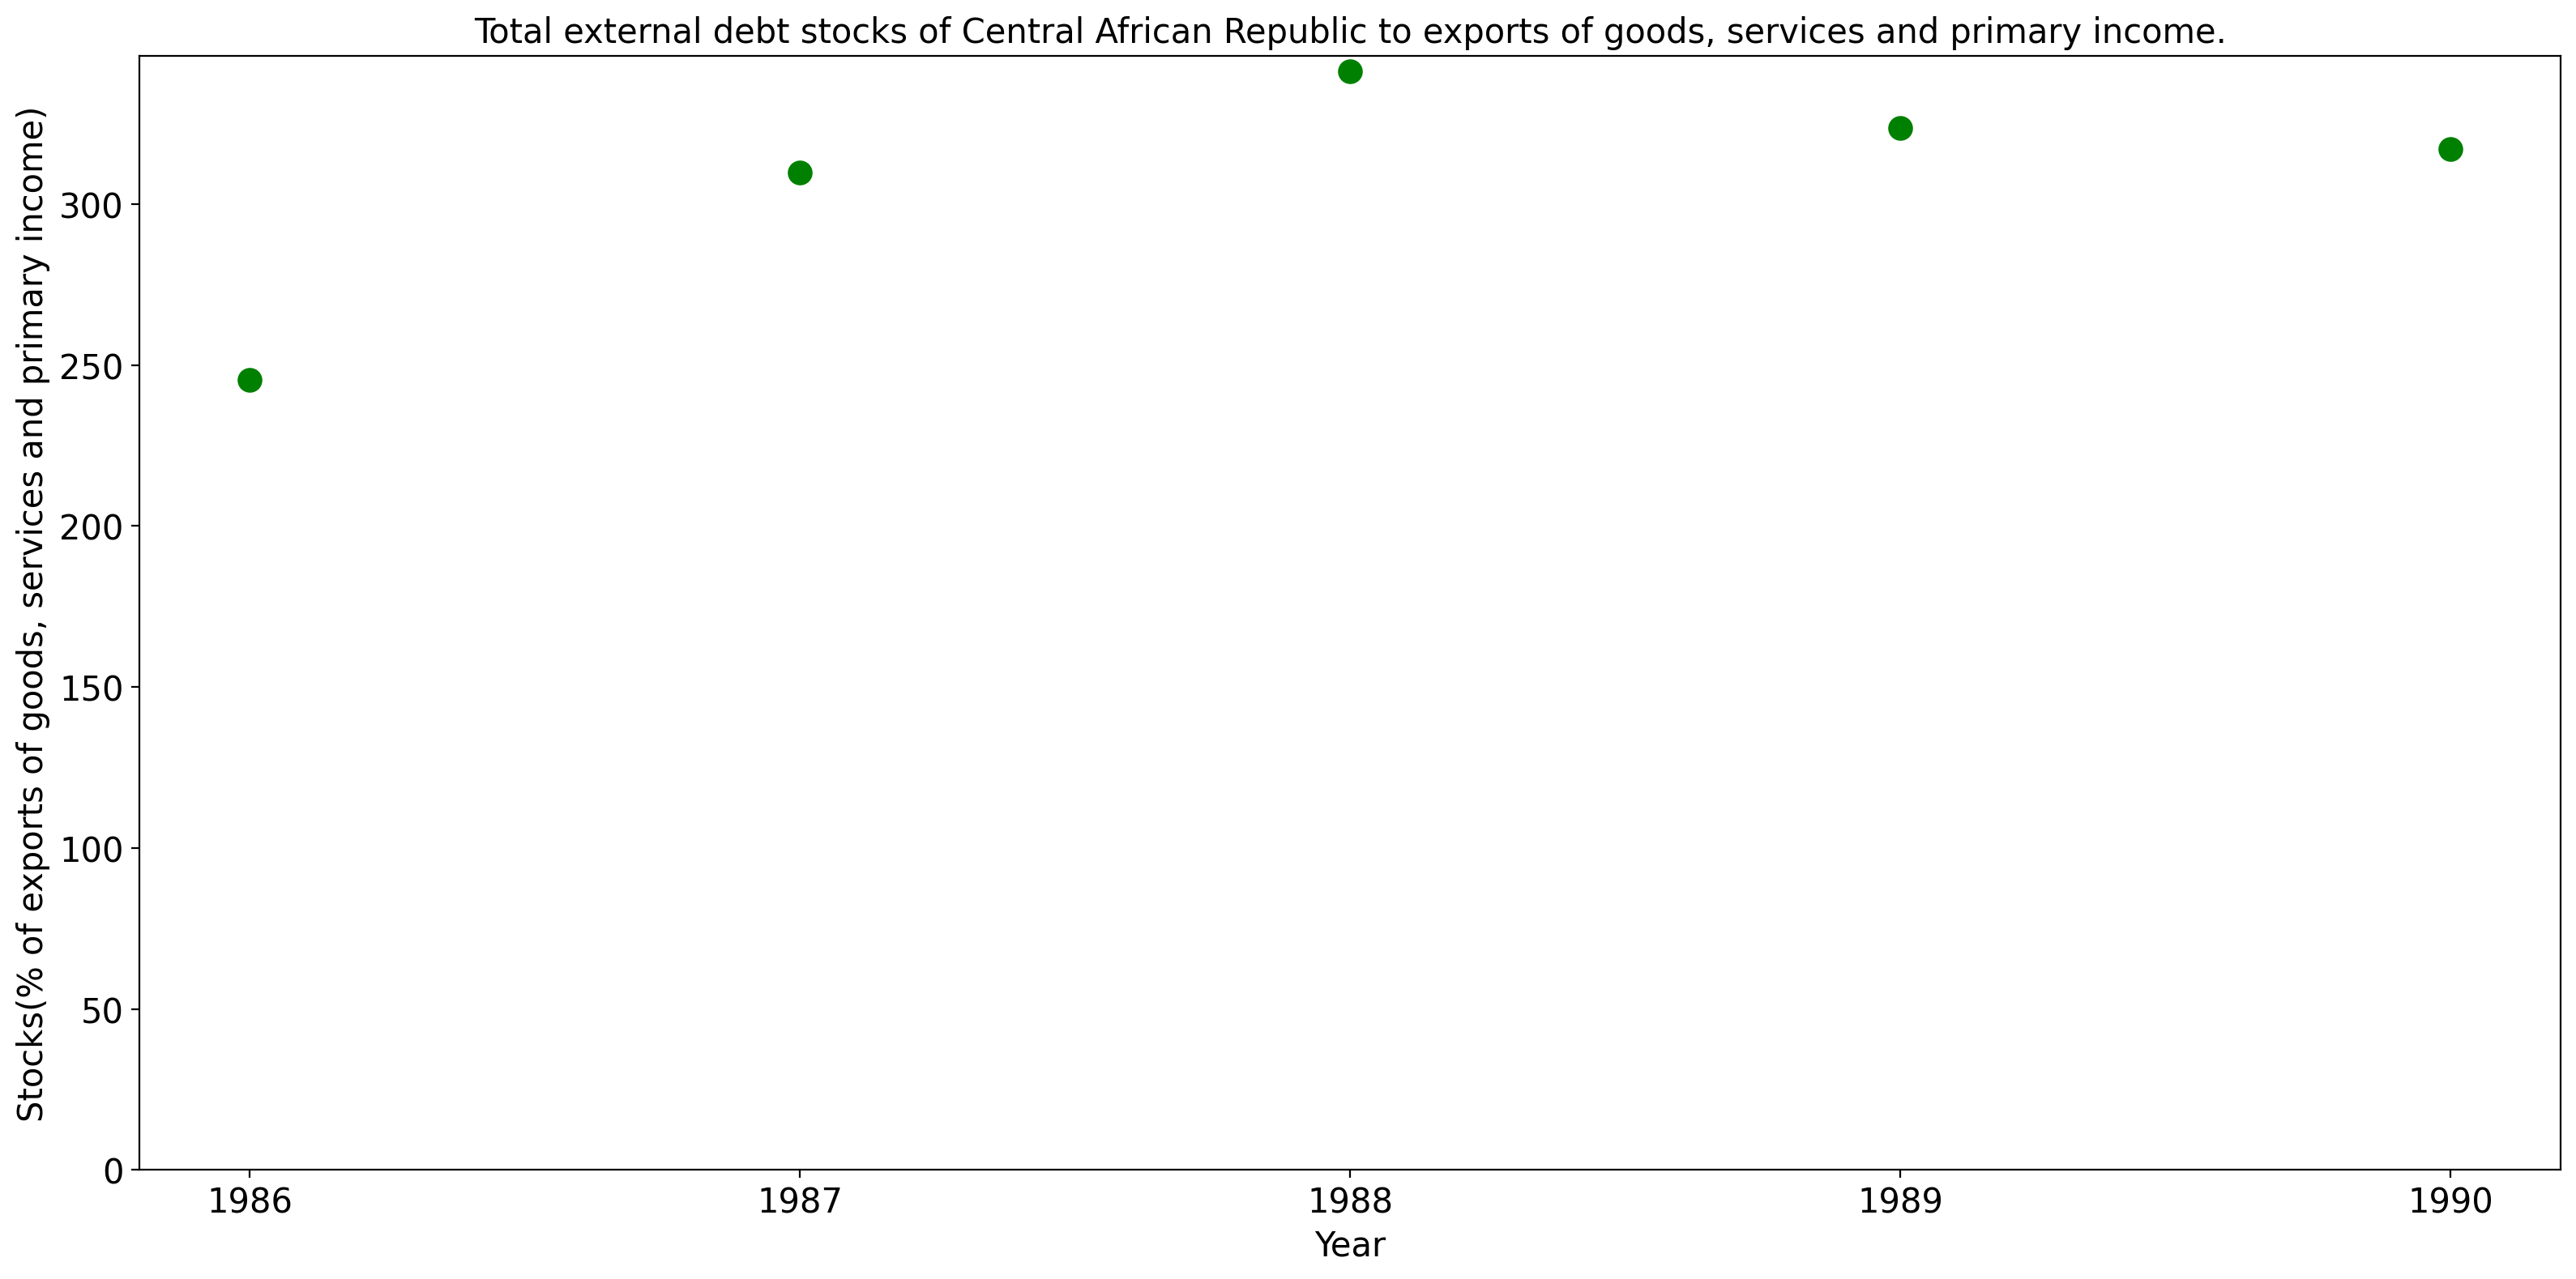 Total external debt stocks of Central African Republic to exports of goods, services and primary income.
Stocks(% of exports of goods, services and primary income)
300
250
200
150
100
50
0
1986 1987 1988 1989 1990
Year